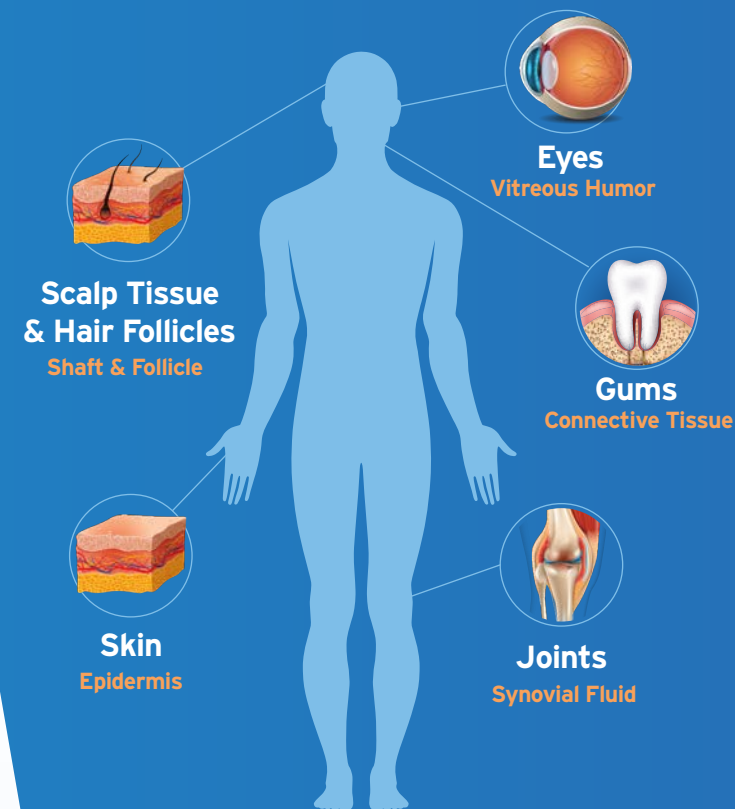 Eyes
Vitreous Humor
Scalp Tissue
& Hair Follicles
Shaft & Follicle
Gums
Connective Tissue
Skin
Epidermis
Joints
Synovial Fluid